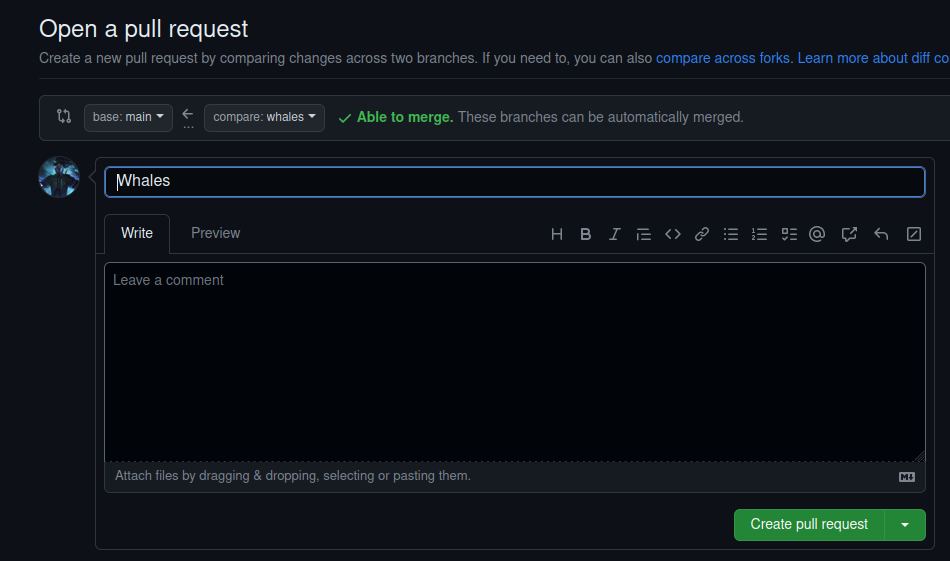 Open a pull request
Create a new pull request by comparing changes across two branches. If you need to, you can also compare across forks. Learn more about diff co
base: main ← ... compare: whales ✓ Able to merge. These branches can be automatically merged.
Whales
Write Preview H B I @
Leave a comment
Attach files by dragging & dropping, selecting or pasting them.
Create pull request